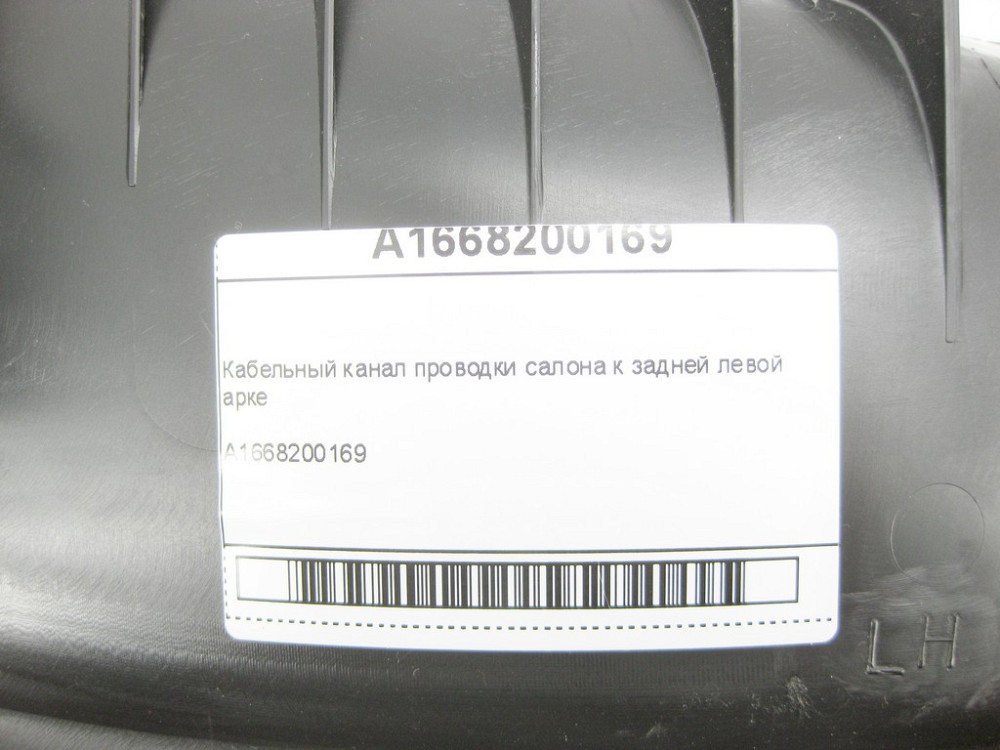 A1668200169
Кабельный канал проводки салона к задней левой
арке
A1668200169
LH